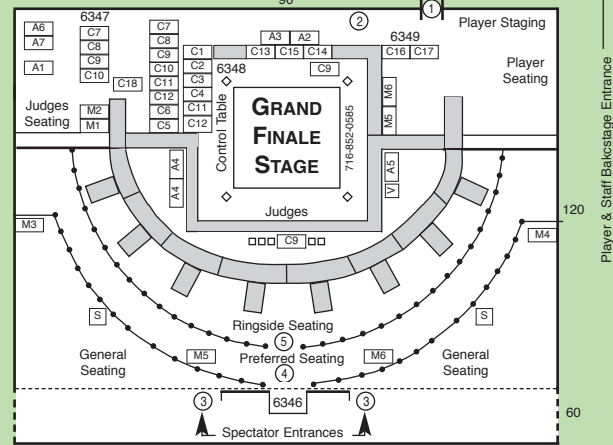 90
6347
A6
A7
A1
C7
C8
C9
C10
C7
C8
C9
C10
C11
C12
C6
C5
C1
C2
C3
C4
C11
C12
C18
M2
M1
Judges
Seating
A3
A2
C13
C15
C14
6348
C9
2
1
6349
C16
C17
Player Staging
Player
Seating
M6
M5
Control Table
GRAND
FINALE
STAGE
716-852-0585
A4
A4
A5
V
Judges
C9
Player & Staff Bakcstage Entrance
120
M3
M4
S
S
Ringside Seating
5
Preferred Seating
4
General
Seating
M5
M6
General
Seating
3
6346
3
Spectator Entrances
60